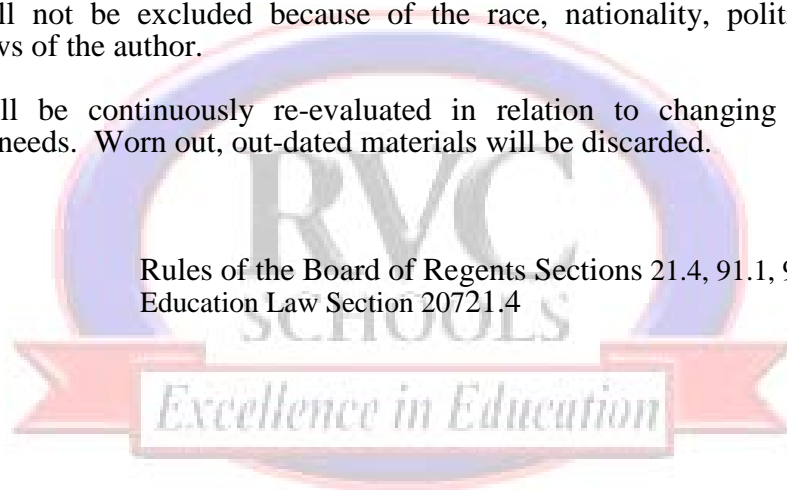 ll not be excluded because of the race, nationality, polit
ws of the author.
ll be continuously re-evaluated in relation to changing
needs. Worn out, out-dated materials will be discarded.
RVC
Rules of the Board of Regents Sections 21.4, 91.1, 9
Education Law Section 20721.4
SCHOOLS
Excellence in Education